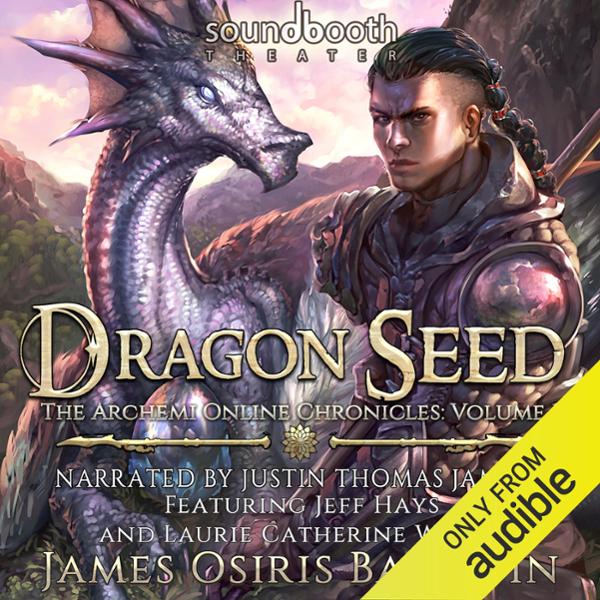 soundbooth
THEATER
DRAGON SEED
THE ARCHEMI ONLINE CHRONICLES: VOLUME
NARRATED BY JUSTIN THOMAS
FEATURING JEFF HAYS
AND LAURIE CATHERINE
JAMES OSIRIS
ONLY FROM
audible